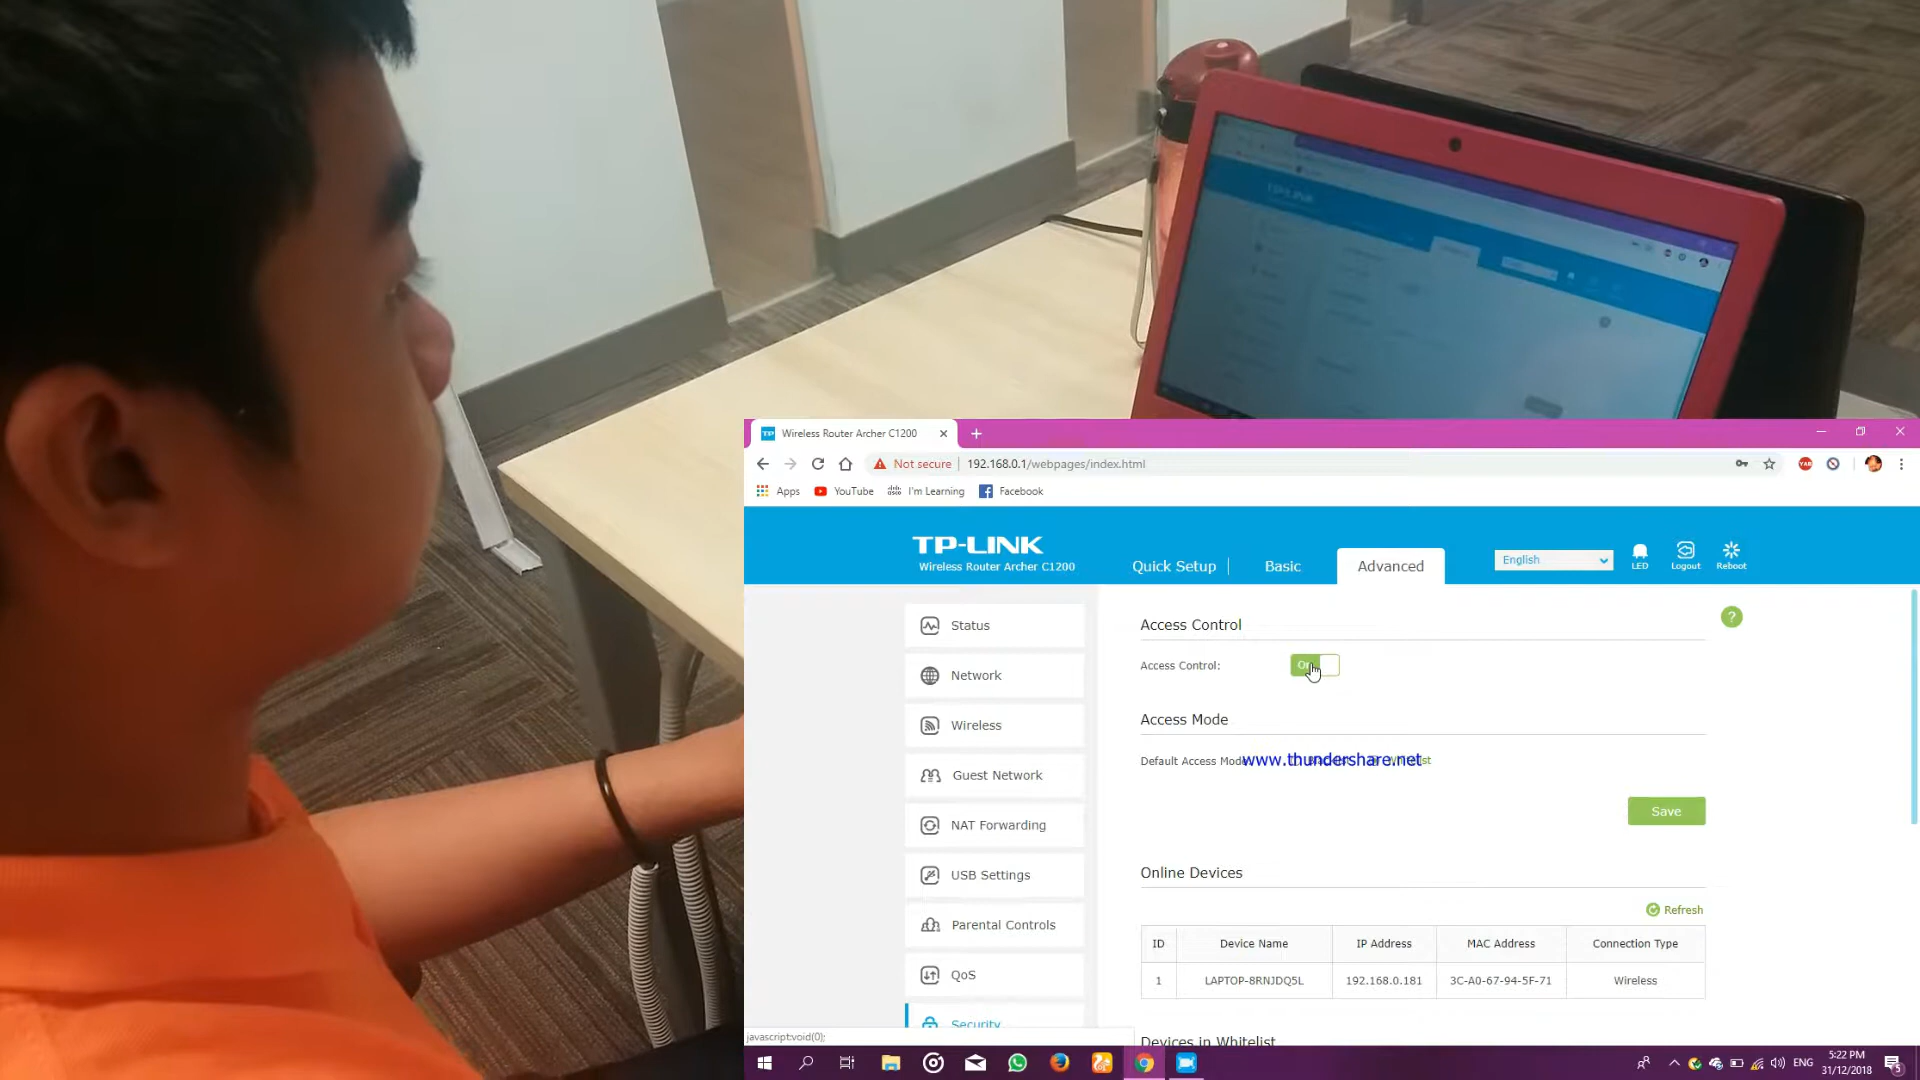 TP-LINK
Wireless Router Archer C1200
Not secure
192.168.0.1/webpages/index.html
Apps
YouTube
I'm Learning
Facebook
TP-LINK
Wireless Router Archer C1200
Quick Setup
Basic
Advanced
English
LED
Logout
Reboot
Status
Network
Wireless
Guest Network
NAT Forwarding
USB Settings
Parental Controls
QoS
Security
Access Control
Access Control:
On
Access Mode
Default Access Mode
www.thundershare.net
Save
Online Devices
Refresh
ID Device Name IP Address MAC Address Connection Type
1 LAPTOP-8RNJDQ5L 192.168.0.181 3C-A0-67-94-5F-71 Wireless
Devices in Whitelist
javascript:void(0);
ENG
5:22 PM
31/12/2018
5